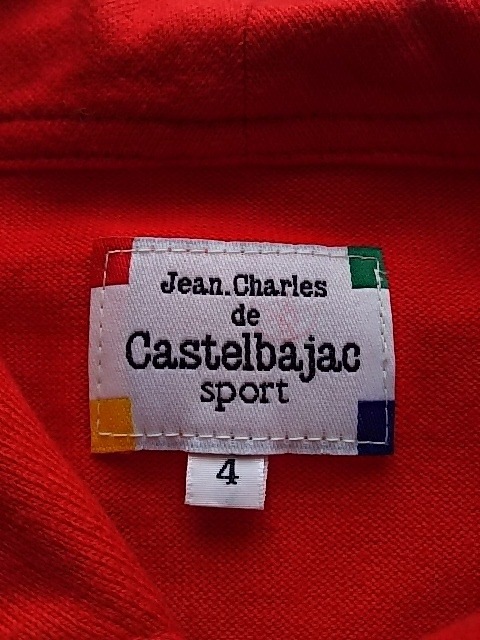 Jean.Charles
de
Castelbajac
sport
4